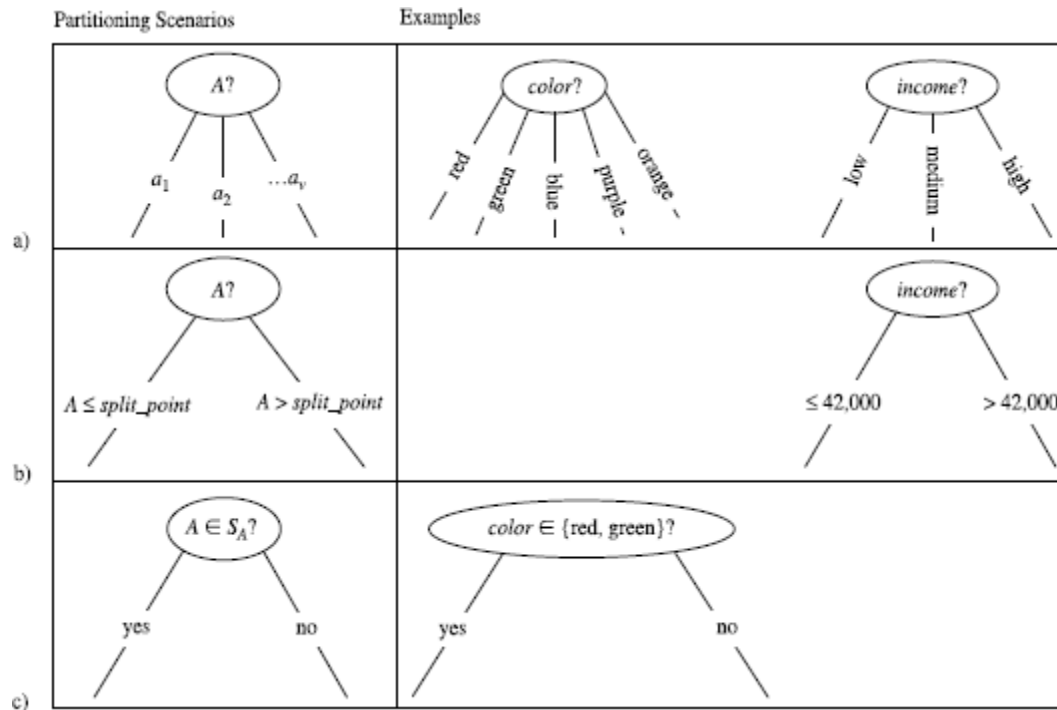 Partitioning Scenarios
Examples
A?
color?
income?
a1
a2
...av
red
green
blue
purple
orange
low
medium
high
a)
A?
income?
A ≤ split_point
A > split_point
≤ 42,000
> 42,000
b)
A ∈ SA?
color ∈ {red, green}?
yes
no
yes
no
c)